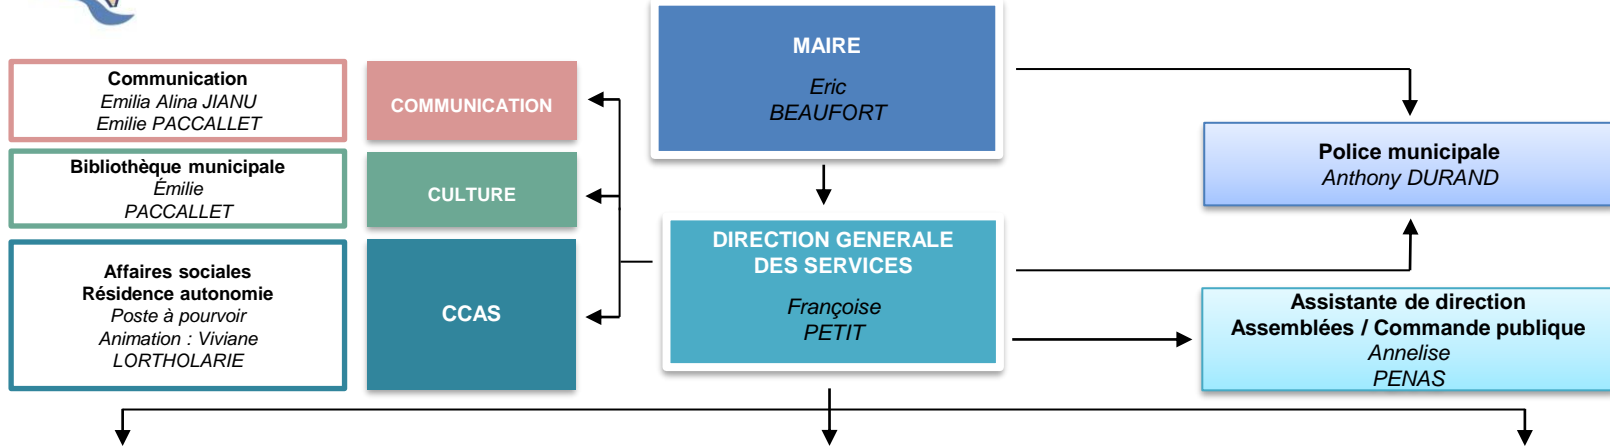 MAIRE
Eric
BEAUFORT
Communication
Emilia Alina JIANU
Emilie PACCALLET
COMMUNICATION
Bibliothèque municipale
Émilie
PACCALLET
CULTURE
Affaires sociales
Résidence autonomie
Poste à pourvoir
Animation : Viviane
LORTHOLARIE
CCAS
DIRECTION GENERALE
DES SERVICES
Françoise
PETIT
Police municipale
Anthony DURAND
Assistante de direction
Assemblées / Commande publique
Annelise
PENAS